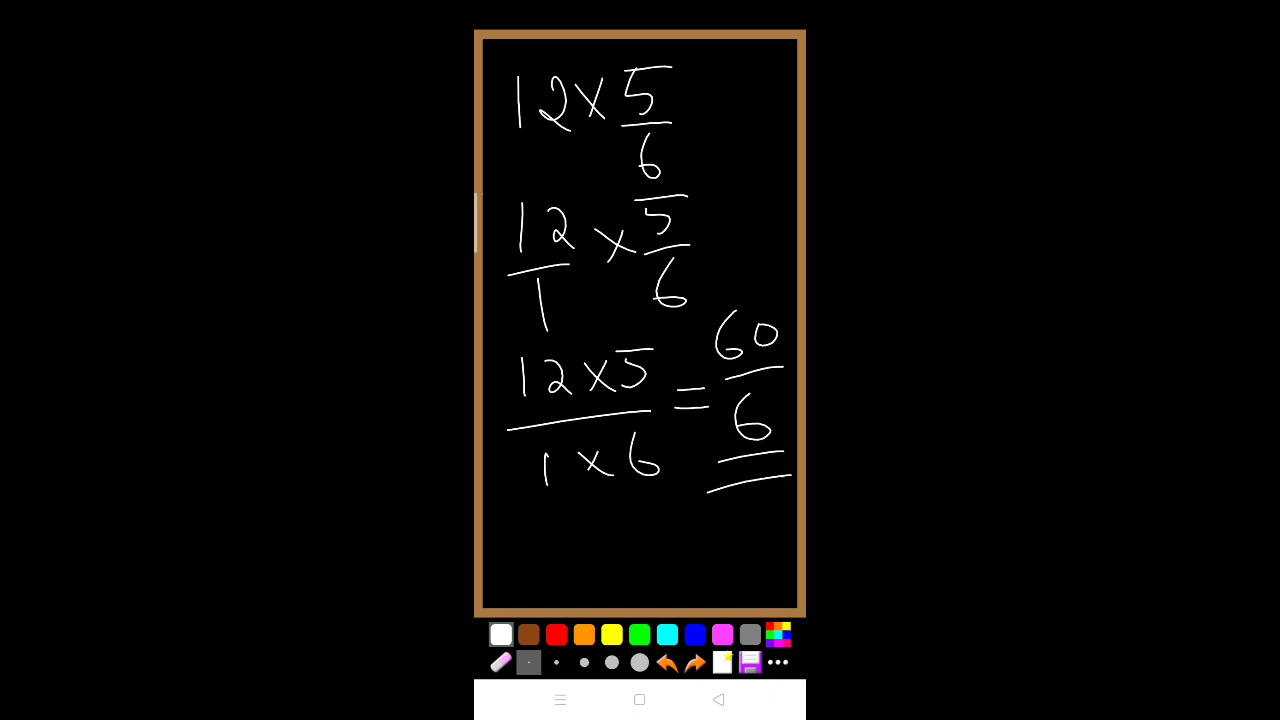 12 × 5/6
12/1 × 5/6
12 × 5/1 × 6 = 60/6